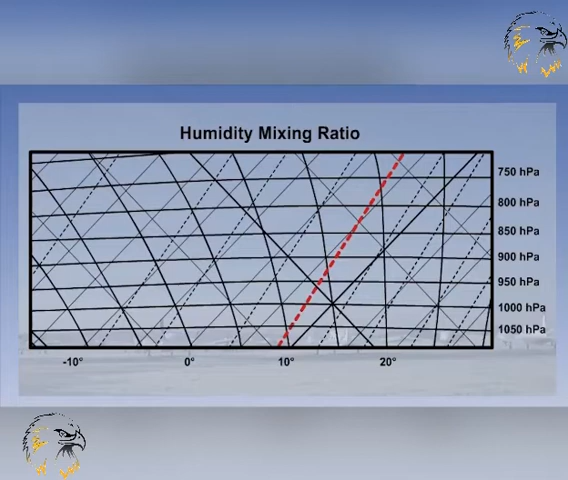 Humidity Mixing Ratio
750 hPa
800 hPa
850 hPa
900 hPa
950 hPa
1000 hPa
1050 hPa
-10° 0° 10° 20°